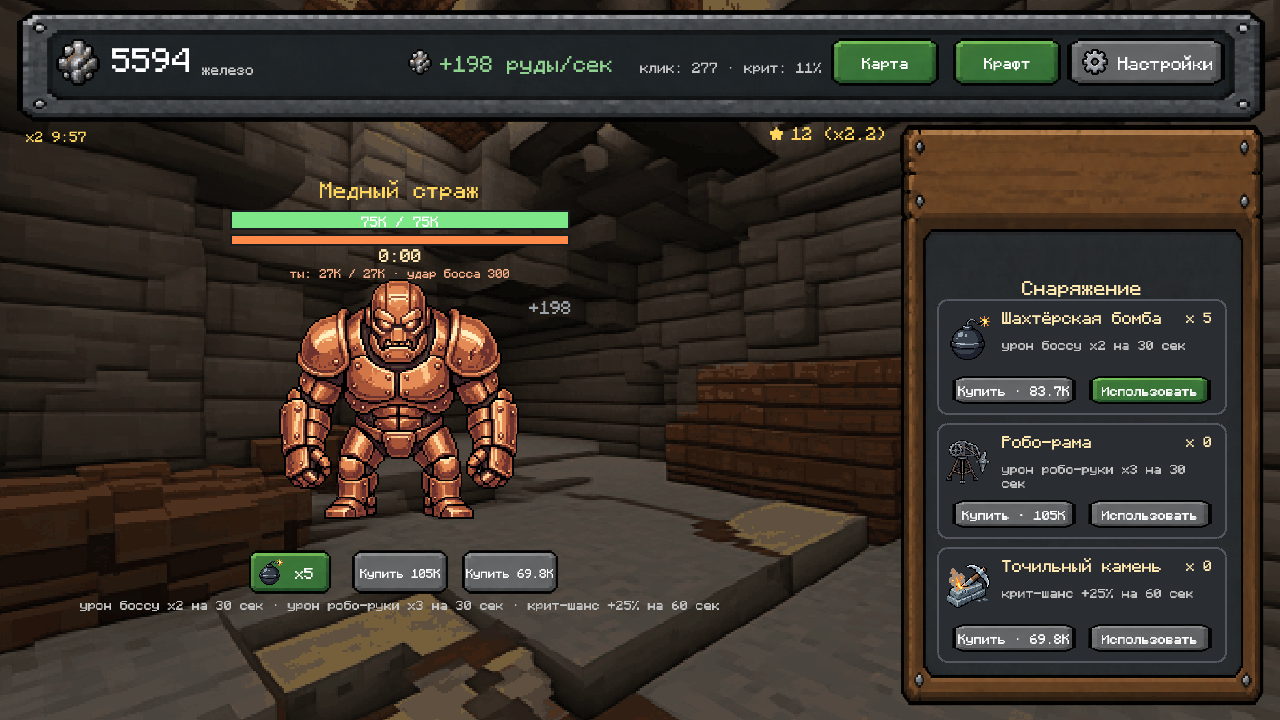 5594 железо
+198 руды/сек
клик: 277 · крит: 11%
Карта
Крафт
Настройки
x2 9:57
12 (x2.2)
Медный страж
75K / 75K
0:00
ты: 27K / 27K · удар босса 300
+198
x5
Купить 105K
Купить 69.8K
урон боссу x2 на 30 сек · урон робо-руки x3 на 30 сек · крит-шанс +25% на 60 сек
Снаряжение
Шахтёрская бомба x 5
урон боссу x2 на 30 сек
Купить · 83.7K
Использовать
Робо-рама x 0
урон робо-руки x3 на 30
сек
Купить · 105K
Использовать
Точильный камень x 0
крит-шанс +25% на 60 сек
Купить · 69.8K
Использовать